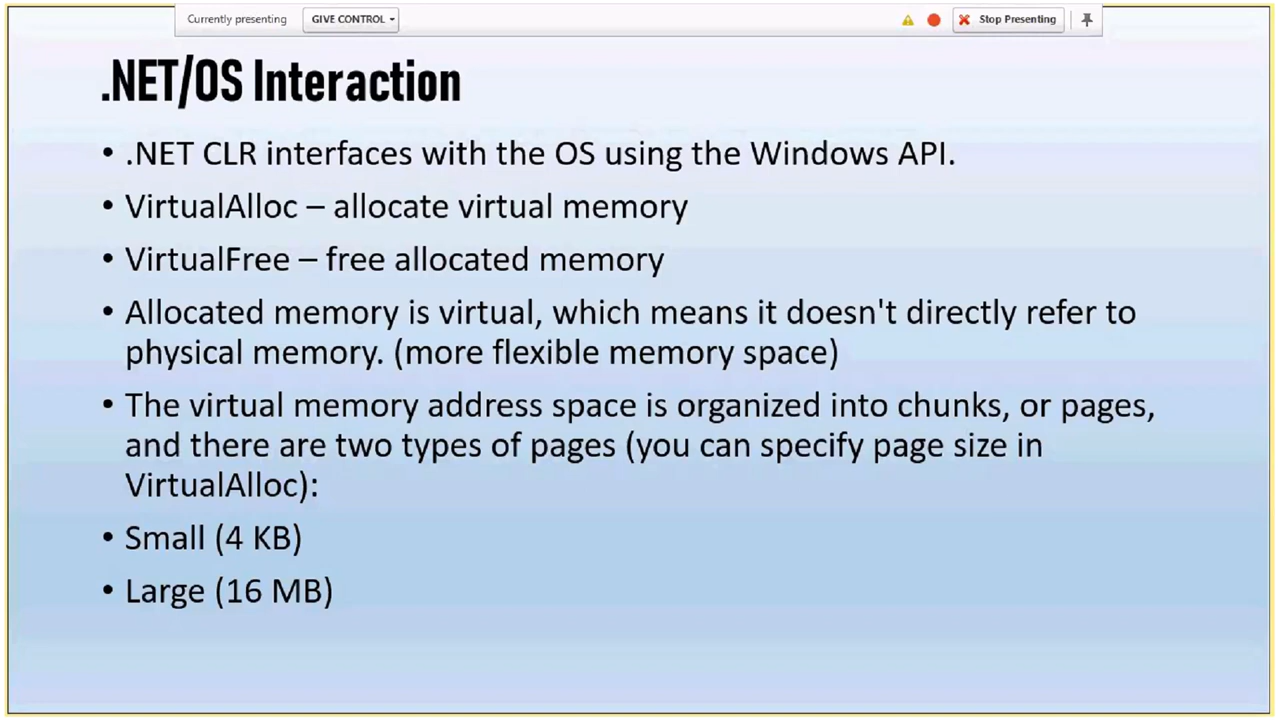 Currently presenting GIVE CONTROL Stop Presenting
.NET/OS Interaction
• .NET CLR interfaces with the OS using the Windows API.
• VirtualAlloc – allocate virtual memory
• VirtualFree – free allocated memory
• Allocated memory is virtual, which means it doesn't directly refer to
physical memory. (more flexible memory space)
• The virtual memory address space is organized into chunks, or pages,
and there are two types of pages (you can specify page size in
VirtualAlloc):
• Small (4 KB)
• Large (16 MB)